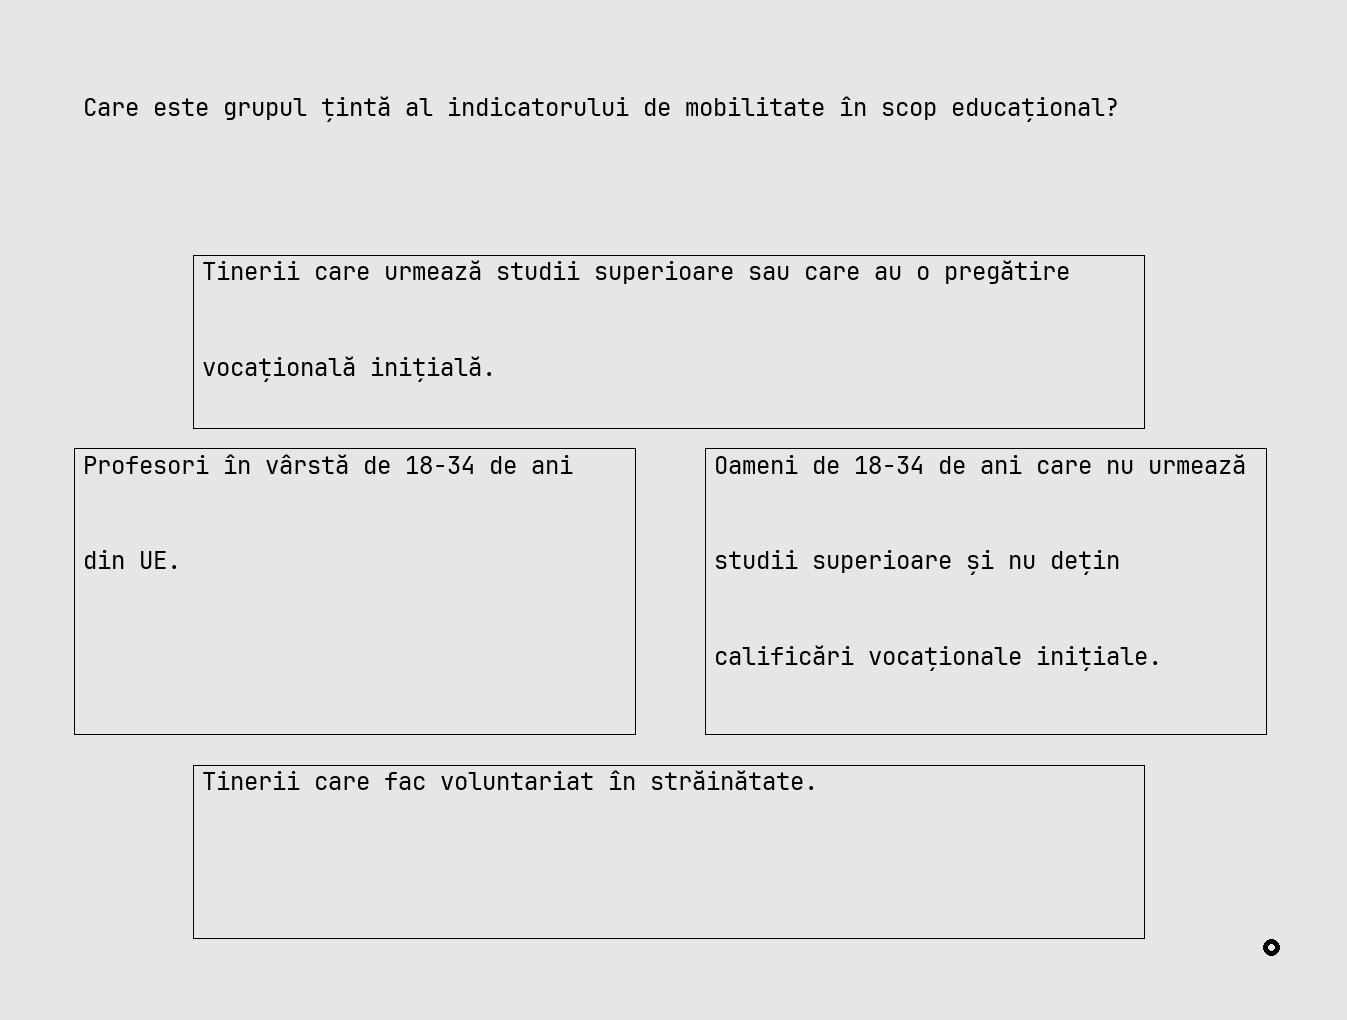 Care este grupul țintă al indicatorului de mobilitate în scop educațional?
Tinerii care urmează studii superioare sau care au o pregătire
vocațională inițială.
Profesori în vârstă de 18-34 de ani
din UE.
Oameni de 18-34 de ani care nu urmează
studii superioare și nu dețin
calificări vocaționale inițiale.
Tinerii care fac voluntariat în străinătate.